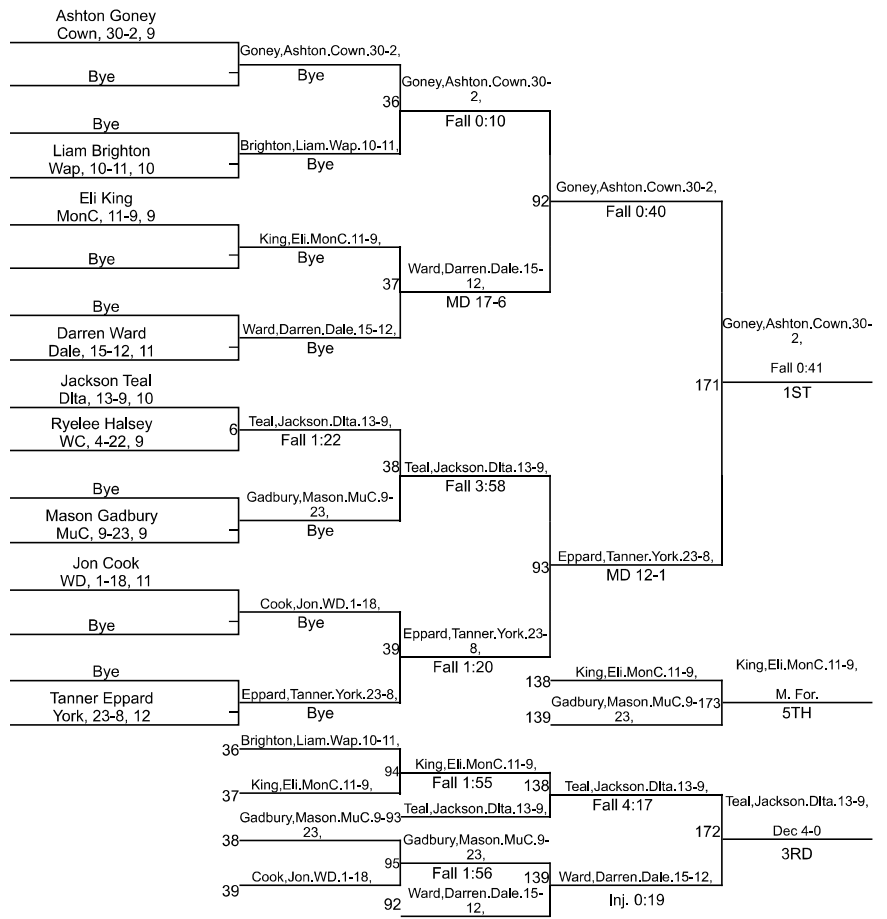 Ashton Goney
Cown, 30-2, 9
Goney,Ashton.Cown.30-2,
Bye
Bye
36
Goney,Ashton.Cown.30-
2,
Fall 0:10
Bye
Brighton,Liam.Wap.10-11,
Bye
Liam Brighton
Wap, 10-11, 10
92
Goney,Ashton.Cown.30-2,
Fall 0:40
Eli King
MonC, 11-9, 9
King,Eli.MonC.11-9,
Bye
Bye
37
Ward,Darren.Dale.15-
12,
MD 17-6
Bye
Ward,Darren.Dale.15-12,
Bye
Darren Ward
Dale, 15-12, 11
171
Goney,Ashton.Cown.30-
2,
Fall 0:41
1ST
Jackson Teal
Dlta, 13-9, 10
Ryelee Halsey
WC, 4-22, 9
6
Teal,Jackson.Dlta.13-9,
Fall 1:22
38
Teal,Jackson.Dlta.13-9,
Fall 3:58
Bye
Gadbury,Mason.MuC.9-
23,
Bye
Mason Gadbury
MuC, 9-23, 9
93
Eppard,Tanner.York.23-8,
MD 12-1
Jon Cook
WD, 1-18, 11
Cook,Jon.WD.1-18,
Bye
Bye
39
Eppard,Tanner.York.23-
8,
Fall 1:20
Bye
Eppard,Tanner.York.23-8,
Bye
Tanner Eppard
York, 23-8, 12
138
King,Eli.MonC.11-9,
139
Gadbury,Mason.MuC.9-
23,
173
King,Eli.MonC.11-9,
M. For.
5TH
36
Brighton,Liam.Wap.10-11,
37
King,Eli.MonC.11-9,
94
King,Eli.MonC.11-9,
Fall 1:55
93
Teal,Jackson.Dlta.13-9,
138
Teal,Jackson.Dlta.13-9,
Fall 4:17
38
Gadbury,Mason.MuC.9-
23,
39
Cook,Jon.WD.1-18,
95
Gadbury,Mason.MuC.9-
23,
Fall 1:56
92
Ward,Darren.Dale.15-
12,
139
Ward,Darren.Dale.15-12,
Inj. 0:19
172
Teal,Jackson.Dlta.13-9,
Dec 4-0
3RD